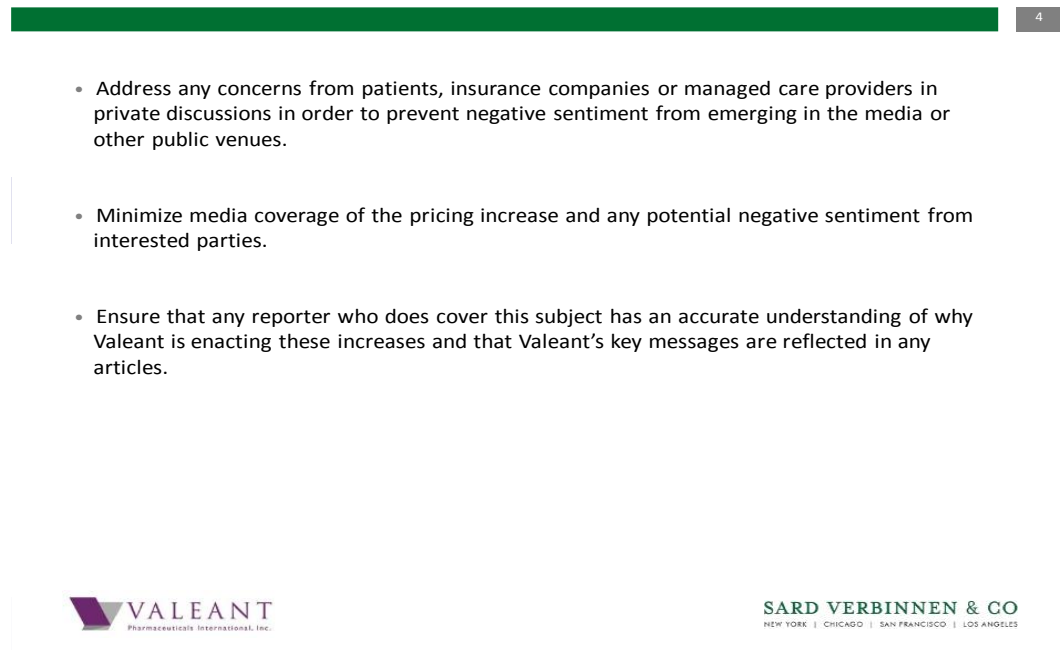 4
• Address any concerns from patients, insurance companies or managed care providers in
private discussions in order to prevent negative sentiment from emerging in the media or
other public venues.
• Minimize media coverage of the pricing increase and any potential negative sentiment from
interested parties.
• Ensure that any reporter who does cover this subject has an accurate understanding of why
Valeant is enacting these increases and that Valeant’s key messages are reflected in any
articles.
VALEANT
Pharmaceuticals International, Inc.
SARD VERBINNEN & CO
NEW YORK | CHICAGO | SAN FRANCISCO | LOS ANGELES